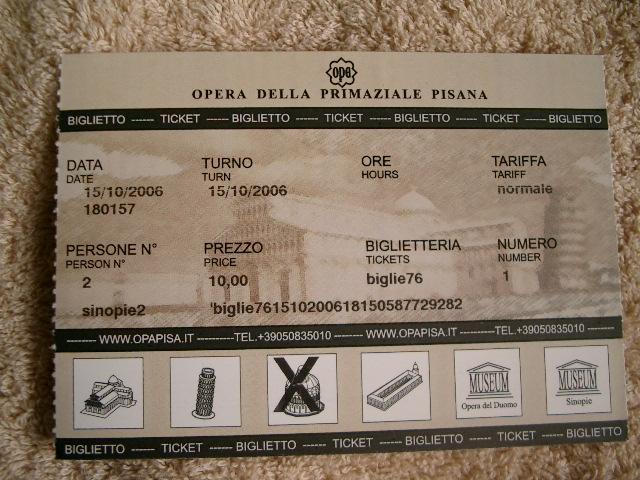 opa
OPERA DELLA PRIMAZIALE PISANA
BIGLIETTO ------ TICKET ------ BIGLIETTO ------ TICKET ------ BIGLIETTO ------ TICKET ------ BIGLIETTO
DATA TURNO ORE TARIFFA
DATE TURN HOURS TARIFF
15/10/2006 15/10/2006 normale
180157
PERSONE N° PREZZO BIGLIETTERIA NUMERO
PERSON N° PRICE TICKETS NUMBER
2 10,00 biglie76 1
sinopie2 'biglie761510200618150587729282
-------- WWW.OPAPISA.IT ----------TEL.+39050835010 -------- WWW.OPAPISA.IT ----------TEL.+39050835010 --------
MUSEUM MUSEUM
Opera del Duomo Sinopie
BIGLIETTO ------ TICKET ------ BIGLIETTO ------ TICKET ------ BIGLIETTO ------ TICKET ------ BIGLIETTO